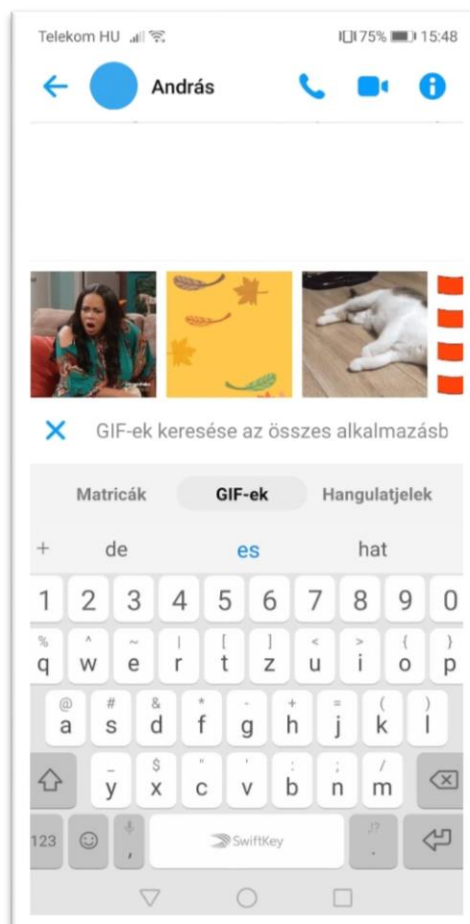 Telekom HU 75% 15:48
András
GIF-ek keresése az összes alkalmazásb
Matricák GIF-ek Hangulatjelek
+ de es hat
1 2 3 4 5 6 7 8 9 0
% ^ ~ | [ ] < > { }
q w e r t z u i o p
@ # & * - + = ( )
a s d f g h j k l
_ $ " ' : ; /
y x c v b n m
123 , SwiftKey ,!? .